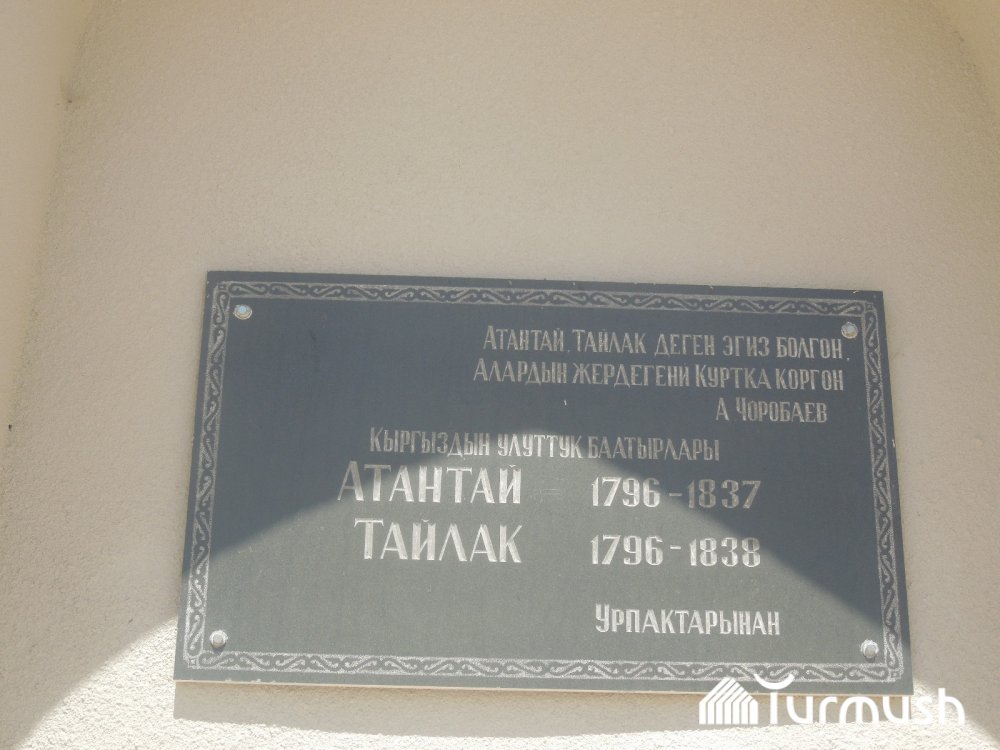 Атантай, Тайлак деген эгиз болгон,
Алардын жердегени Куртка коргон
А Чоробаев
Кыргыздын улуттук баатырлары
Атантай – 1796 – 1837
Тайлак 1796 – 1838
Урпактарынан
Turmush